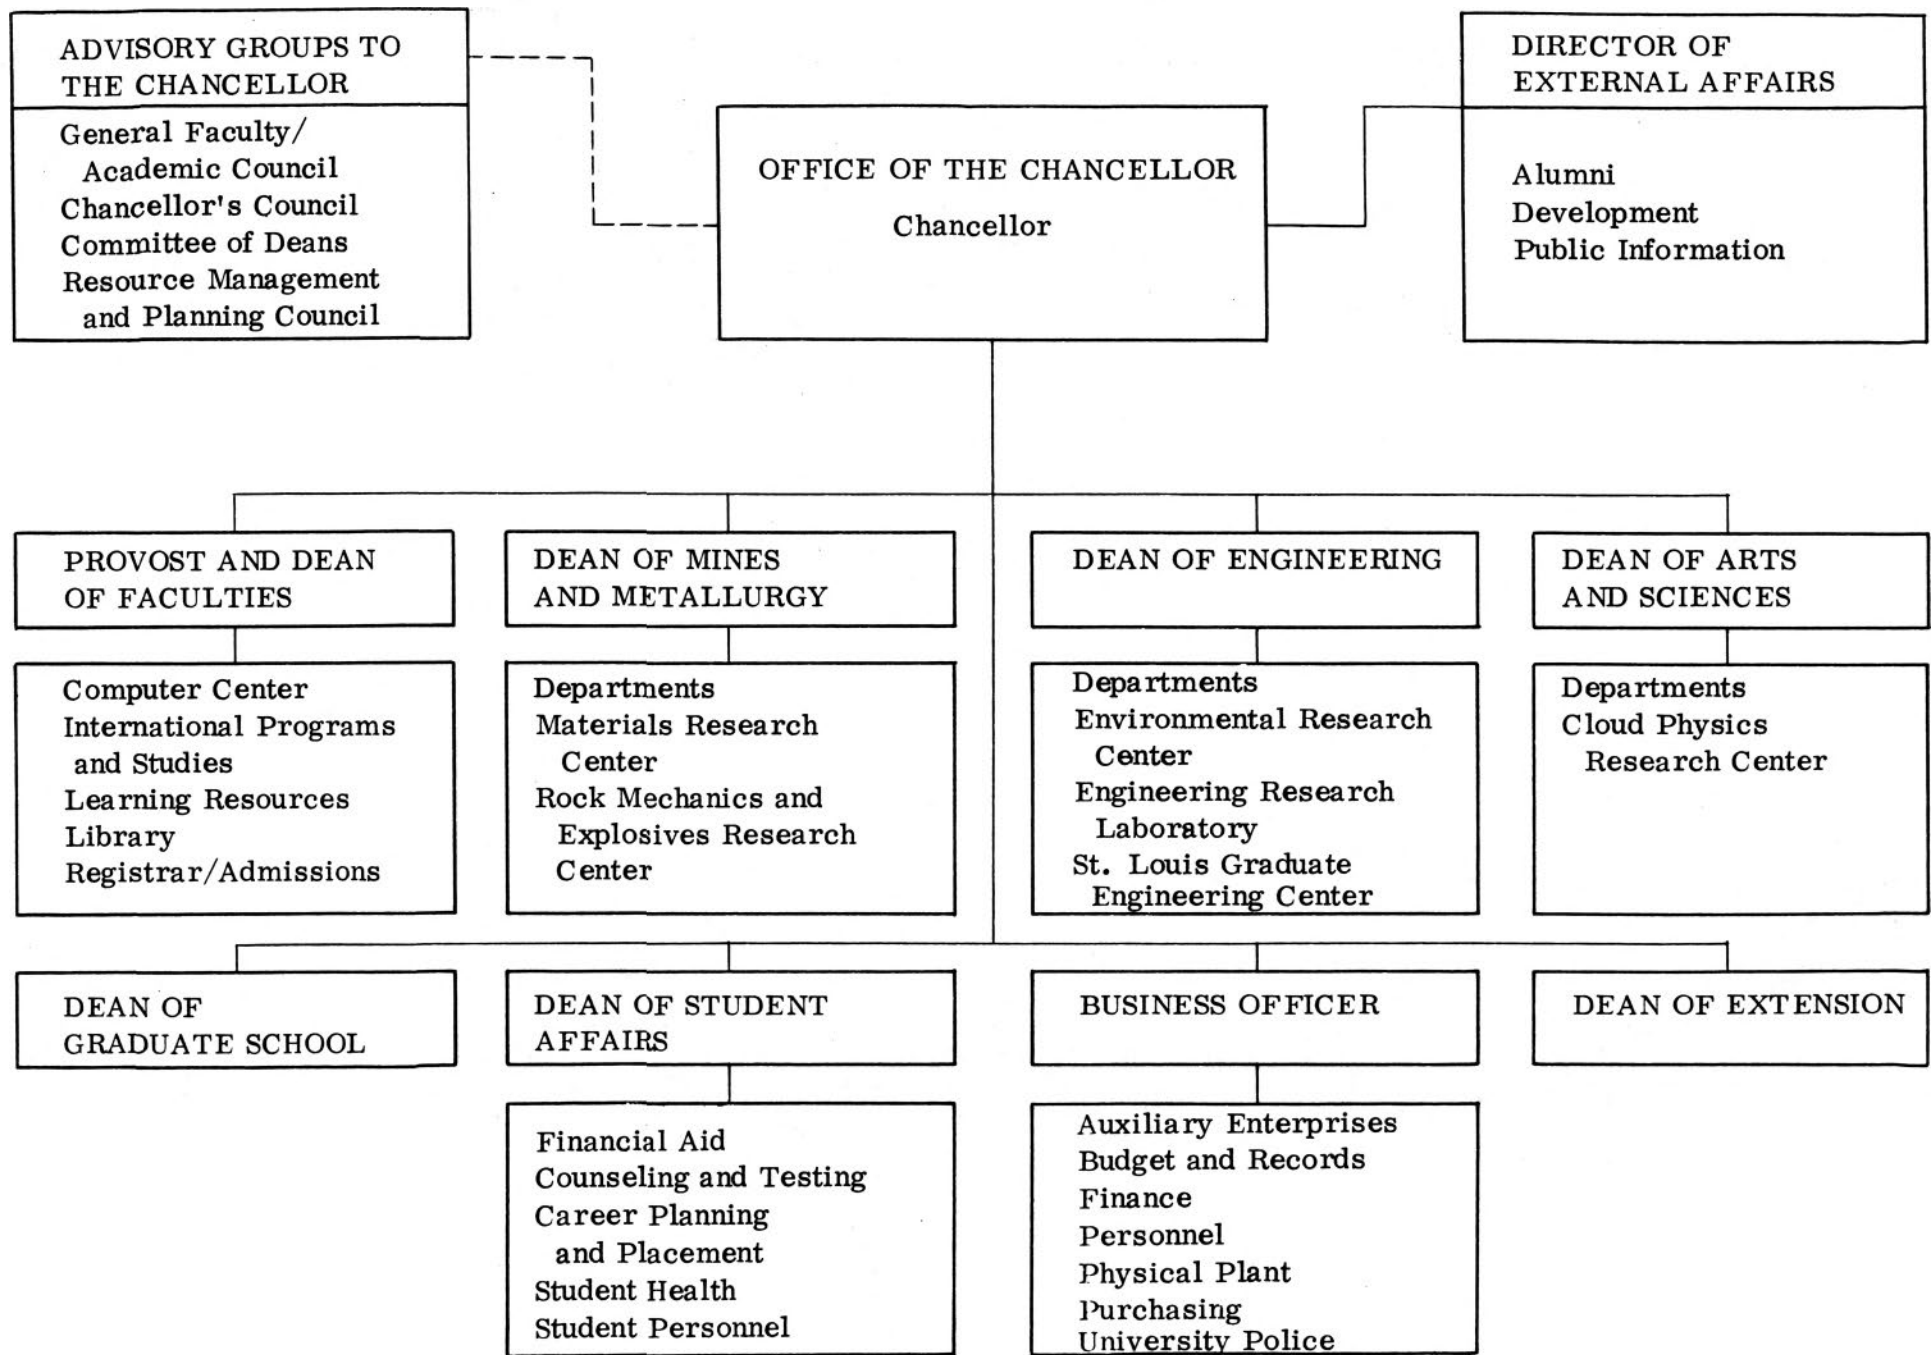 ADVISORY GROUPS TO
THE CHANCELLOR
General Faculty/
Academic Council
Chancellor's Council
Committee of Deans
Resource Management
and Planning Council
OFFICE OF THE CHANCELLOR
Chancellor
DIRECTOR OF
EXTERNAL AFFAIRS
Alumni
Development
Public Information
PROVOST AND DEAN
OF FACULTIES
Computer Center
International Programs
and Studies
Learning Resources
Library
Registrar/Admissions
DEAN OF MINES
AND METALLURGY
Departments
Materials Research
Center
Rock Mechanics and
Explosives Research
Center
DEAN OF ENGINEERING
Departments
Environmental Research
Center
Engineering Research
Laboratory
St. Louis Graduate
Engineering Center
DEAN OF ARTS
AND SCIENCES
Departments
Cloud Physics
Research Center
DEAN OF
GRADUATE SCHOOL
DEAN OF STUDENT
AFFAIRS
Financial Aid
Counseling and Testing
Career Planning
and Placement
Student Health
Student Personnel
BUSINESS OFFICER
Auxiliary Enterprises
Budget and Records
Finance
Personnel
Physical Plant
Purchasing
University Police
DEAN OF EXTENSION